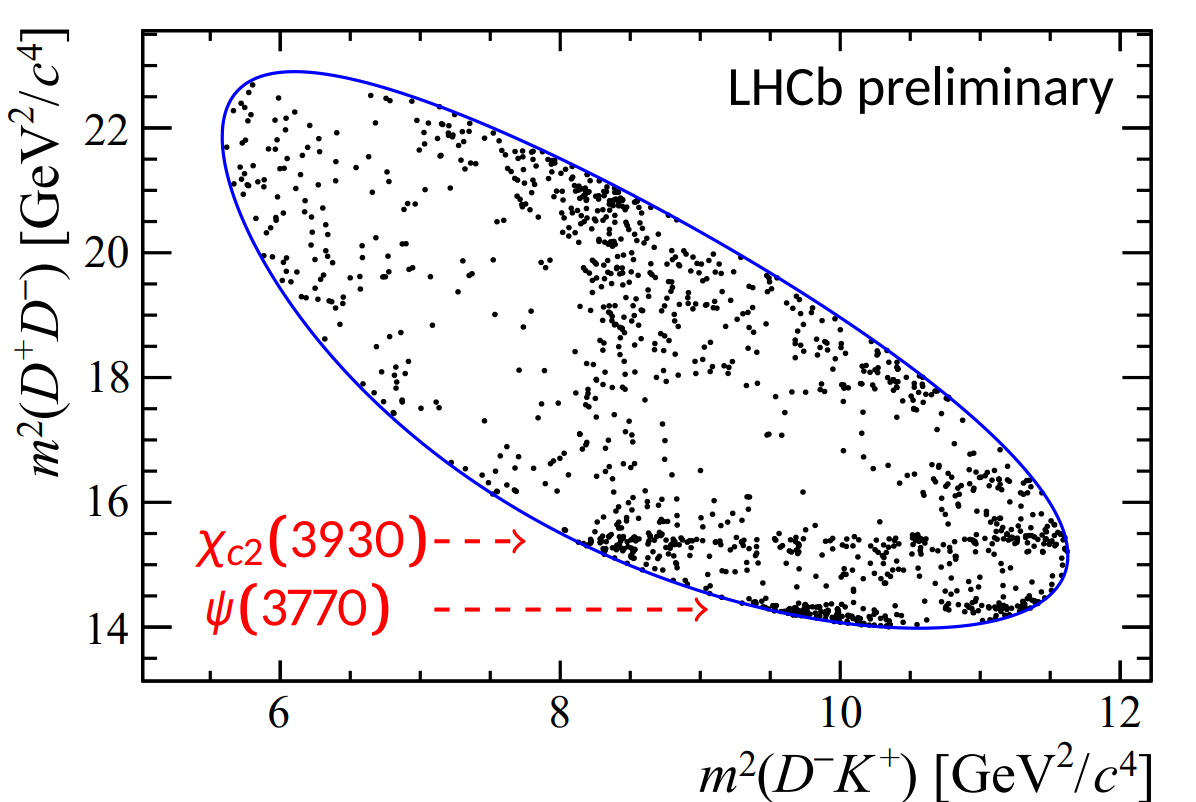 LHCb preliminary
m²(D⁺D⁻) [GeV²/c⁴]
22
20
18
16
14
χc2(3930)
ψ(3770)
6 8 10 12
m²(D⁻K⁺) [GeV²/c⁴]